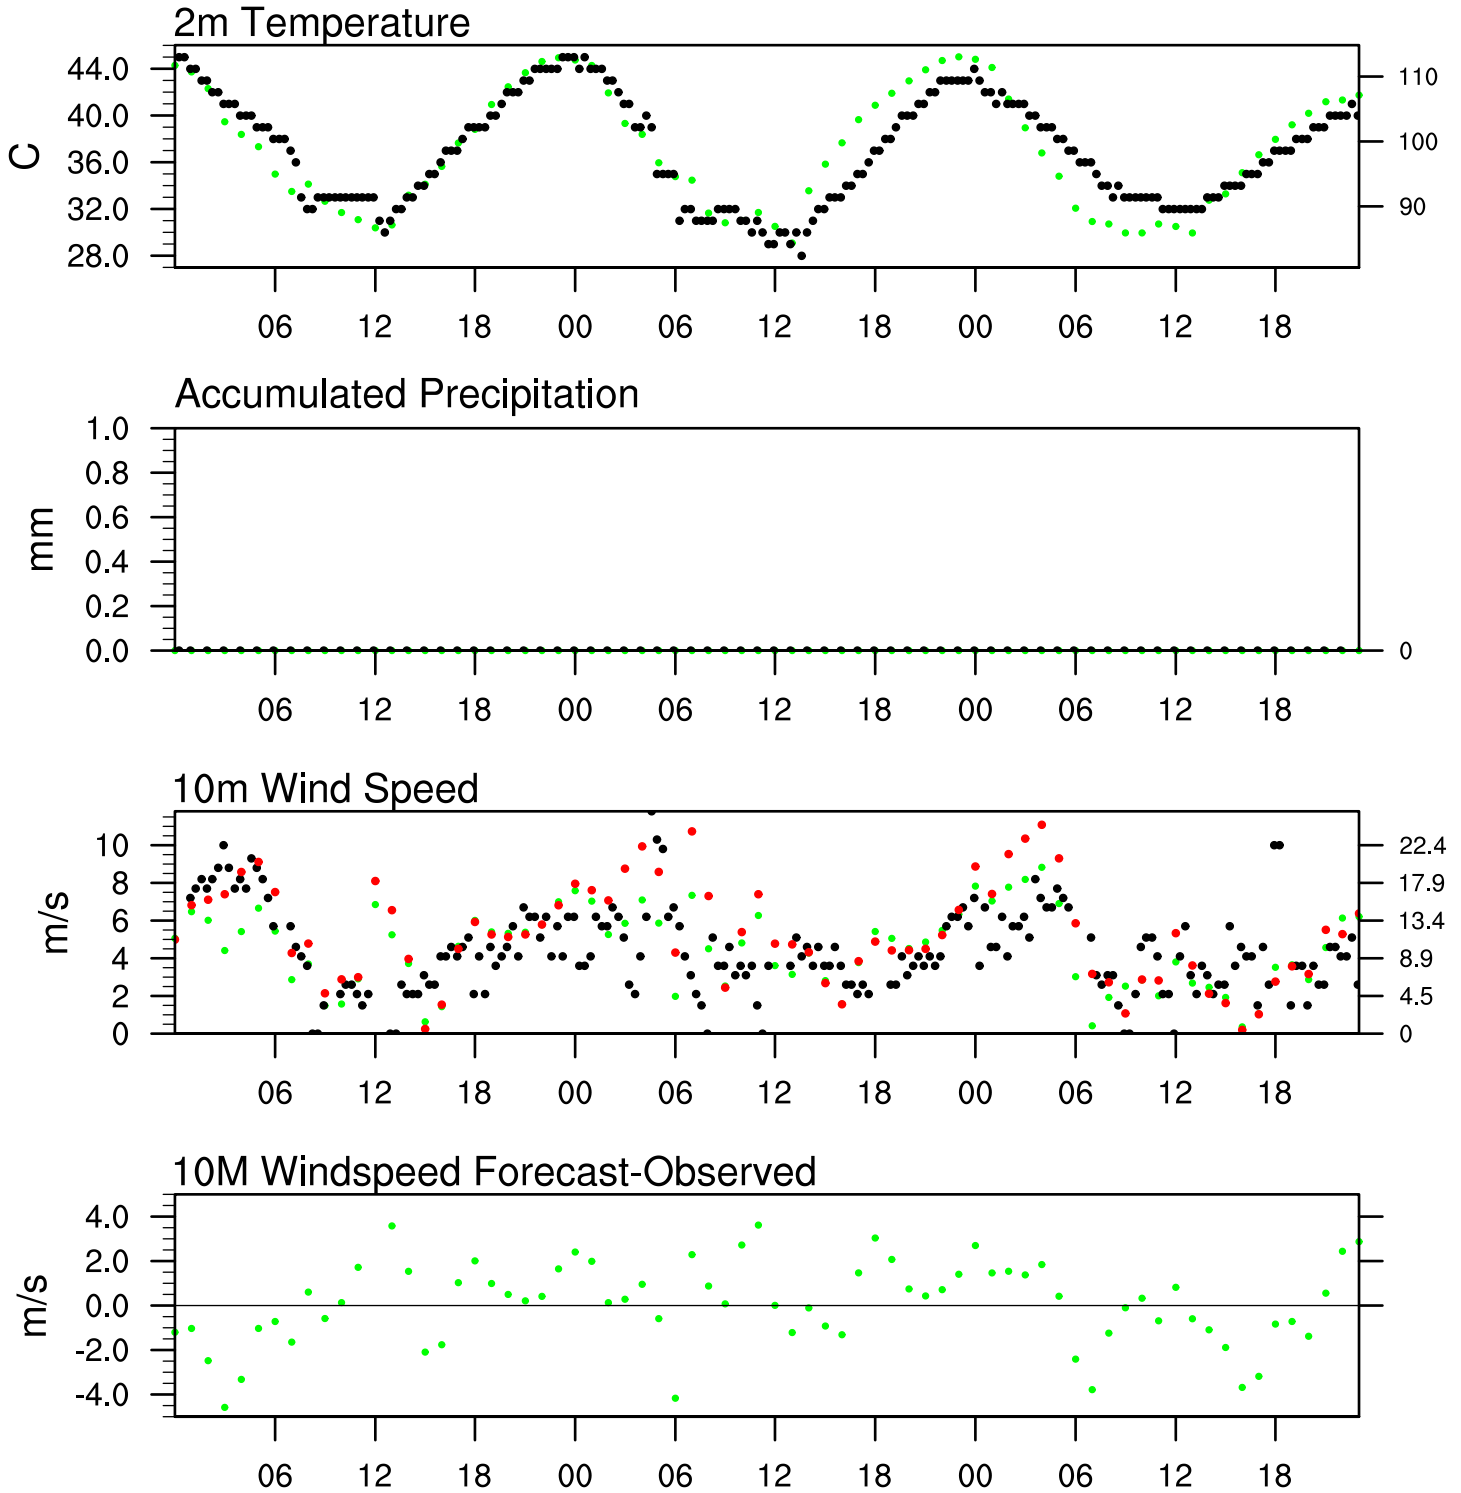 2m Temperature
44.0
40.0
36.0
32.0
28.0
C
110
100
90
06 12 18 00 06 12 18 00 06 12 18
Accumulated Precipitation
1.0
0.8
0.6
0.4
0.2
0.0
mm
0
06 12 18 00 06 12 18 00 06 12 18
10m Wind Speed
10
8
6
4
2
0
m/s
22.4
17.9
13.4
8.9
4.5
0
06 12 18 00 06 12 18 00 06 12 18
10M Windspeed Forecast-Observed
4.0
2.0
0.0
-2.0
-4.0
m/s
06 12 18 00 06 12 18 00 06 12 18